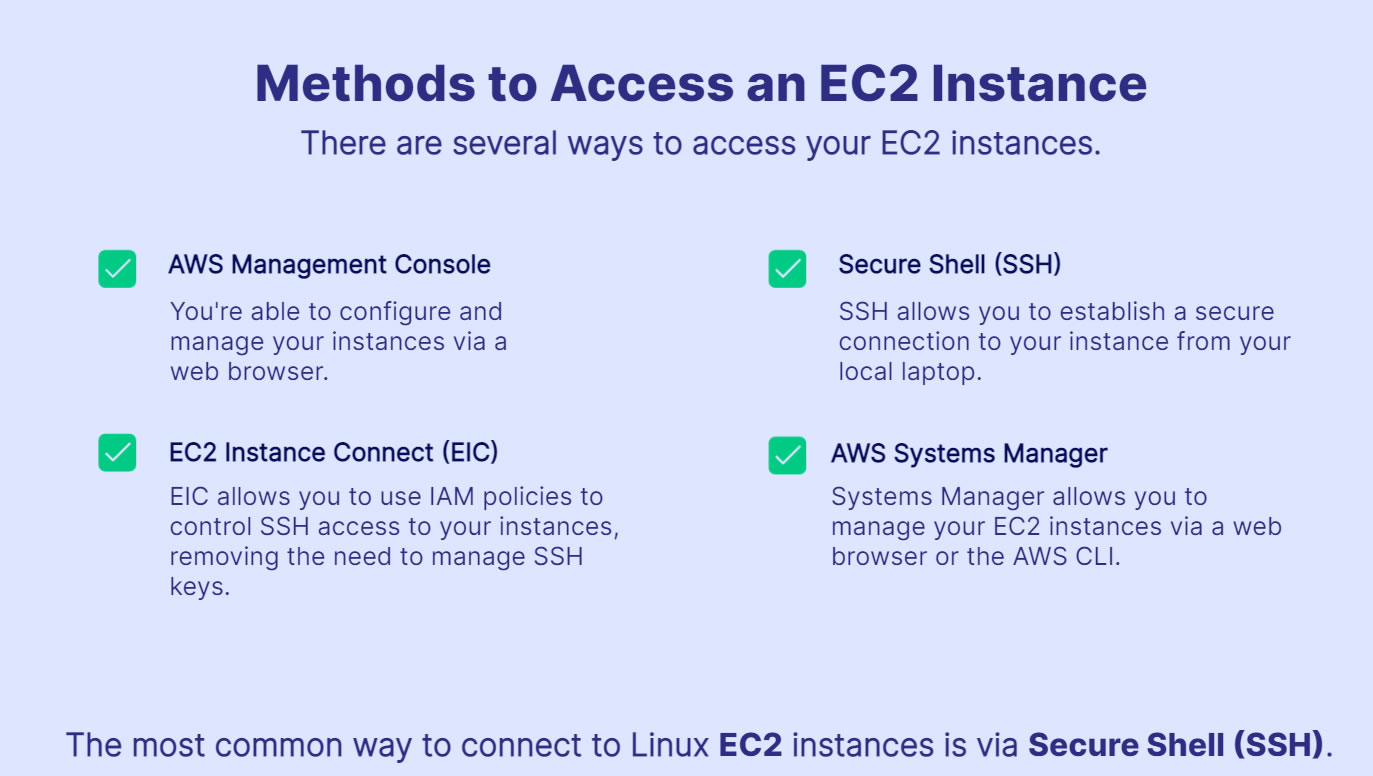 Methods to Access an EC2 Instance
There are several ways to access your EC2 instances.
AWS Management Console
You're able to configure and
manage your instances via a
web browser.
Secure Shell (SSH)
SSH allows you to establish a secure
connection to your instance from your
local laptop.
EC2 Instance Connect (EIC)
EIC allows you to use IAM policies to
control SSH access to your instances,
removing the need to manage SSH
keys.
AWS Systems Manager
Systems Manager allows you to
manage your EC2 instances via a web
browser or the AWS CLI.
The most common way to connect to Linux EC2 instances is via Secure Shell (SSH).